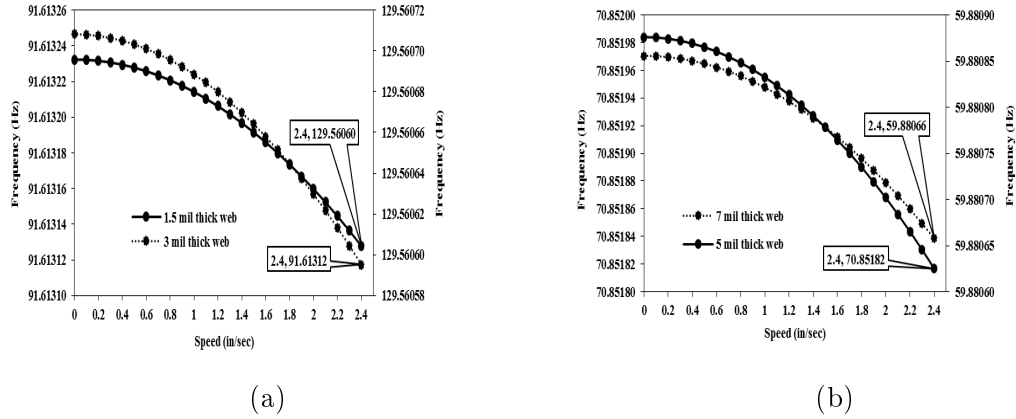 91.61326
91.61324
91.61322
91.61320
91.61318
91.61316
91.61314
91.61312
91.61310
Frequency (Hz)
129.56072
129.56070
129.56068
129.56066
129.56064
129.56062
129.56060
129.56058
Frequency (Hz)
2.4, 129.56060
1.5 mil thick web
3 mil thick web
2.4, 91.61312
0 0.2 0.4 0.6 0.8 1 1.2 1.4 1.6 1.8 2 2.2 2.4
Speed (in/sec)
(a)
70.85200
70.85198
70.85196
70.85194
70.85192
70.85190
70.85188
70.85186
70.85184
70.85182
70.85180
Frequency (Hz)
59.88090
59.88085
59.88080
59.88075
59.88070
59.88065
59.88060
Frequency (Hz)
2.4, 59.88066
7 mil thick web
5 mil thick web
2.4, 70.85182
0 0.2 0.4 0.6 0.8 1 1.2 1.4 1.6 1.8 2 2.2 2.4
Speed (in/sec)
(b)